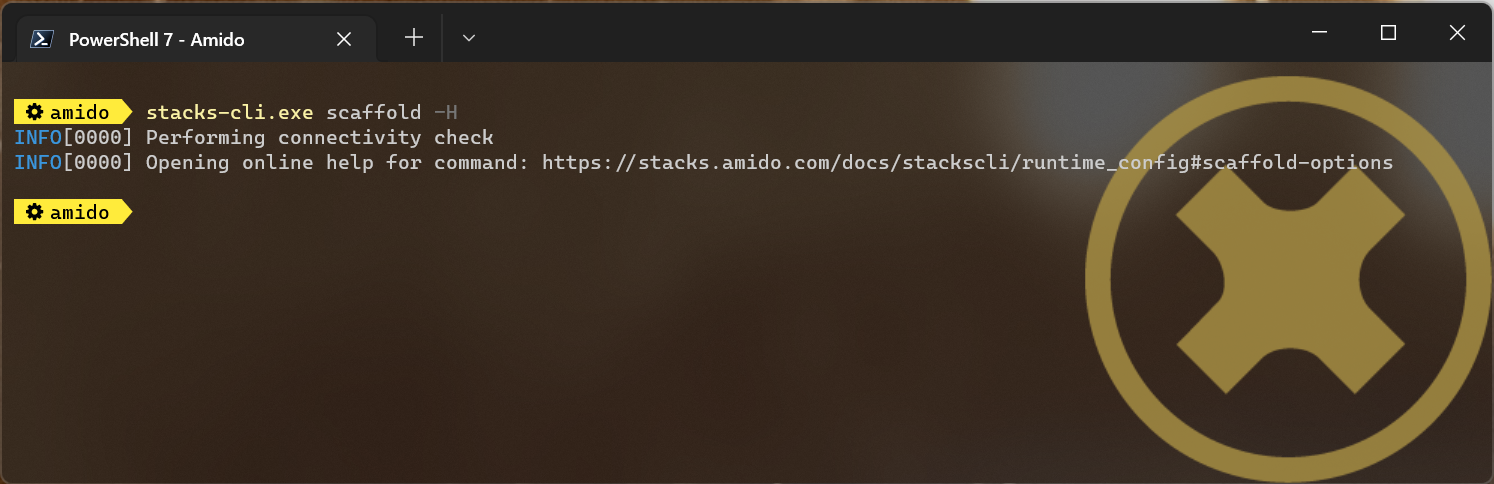 PowerShell 7 - Amido
amido stacks-cli.exe scaffold -H
INFO[0000] Performing connectivity check
INFO[0000] Opening online help for command: https://stacks.amido.com/docs/stackscli/runtime_config#scaffold-options
amido